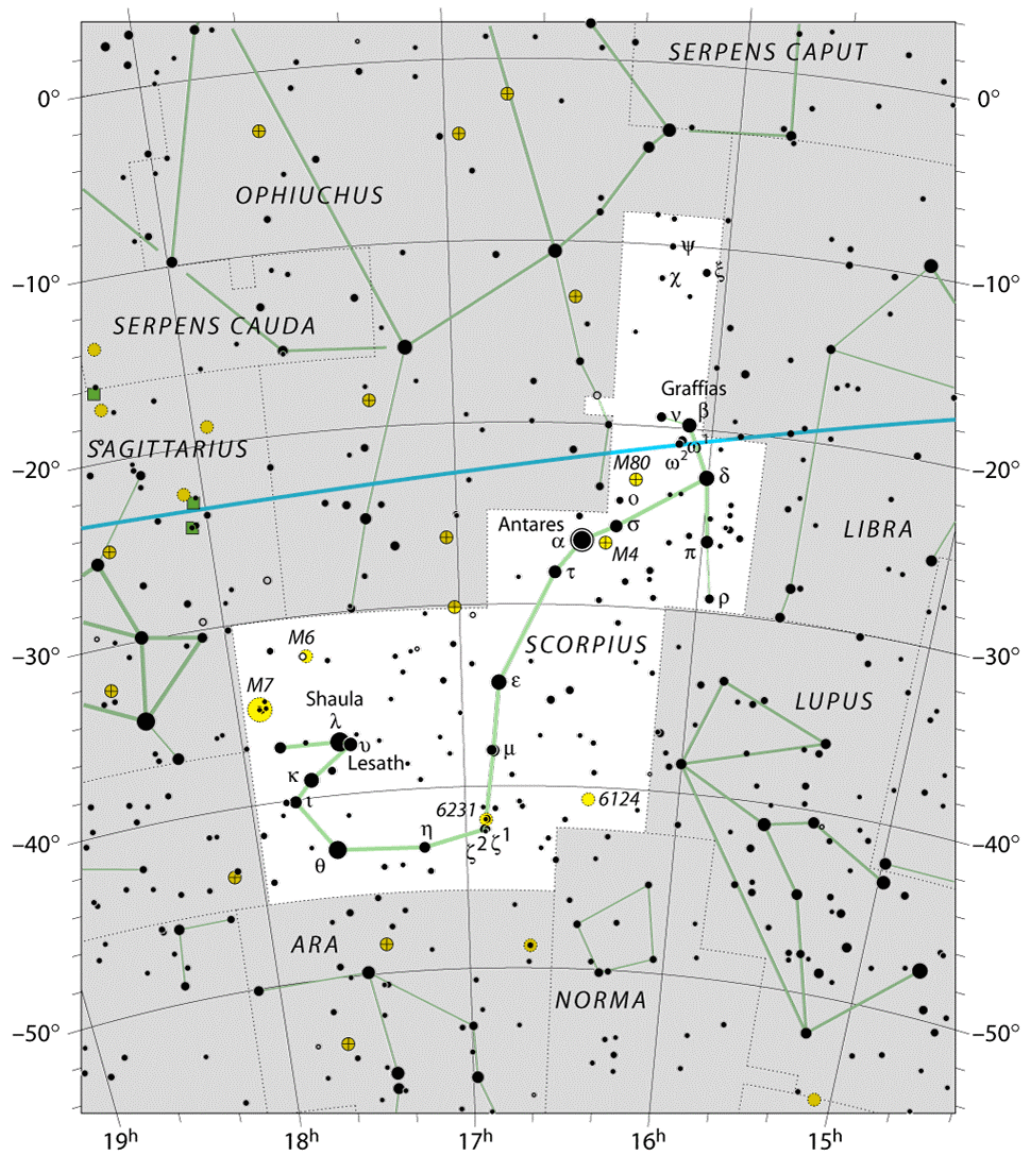 SERPENS CAPUT
0°
0°
OPHIUCHUS
ψ
χ
ξ
−10°
−10°
SERPENS CAUDA
Graffias
ν
β
SAGITTARIUS
ω² ω¹
M80
−20°
−20°
δ
ο
Antares
σ
LIBRA
α
M4
π
τ
ρ
M6
SCORPIUS
−30°
−30°
M7
ε
Shaula
LUPUS
λ
υ
μ
Lesath
κ
ι
6231
6124
ζ² ζ¹
η
−40°
−40°
θ
ARA
NORMA
−50°
−50°
19h
18h
17h
16h
15h